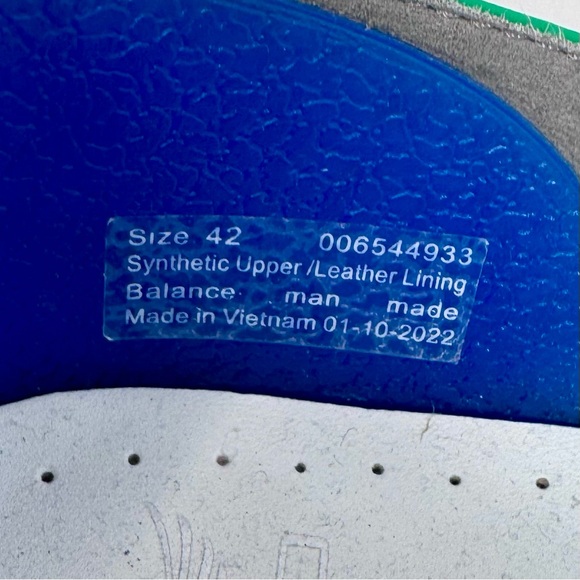 Size 42 006544933
Synthetic Upper /Leather Lining
Balance man made
Made in Vietnam 01-10-2022